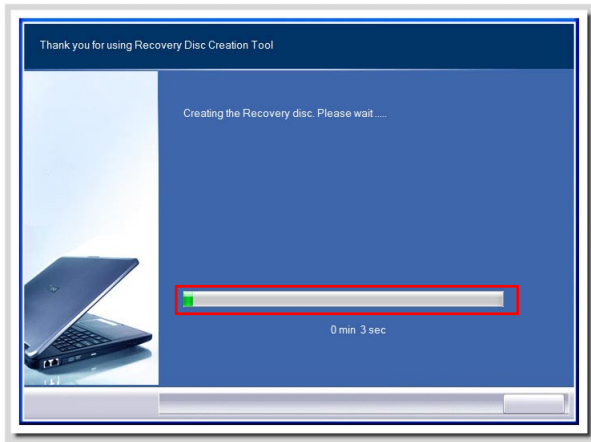 Thank you for using Recovery Disc Creation Tool
Creating the Recovery disc. Please wait .....
0 min 3 sec